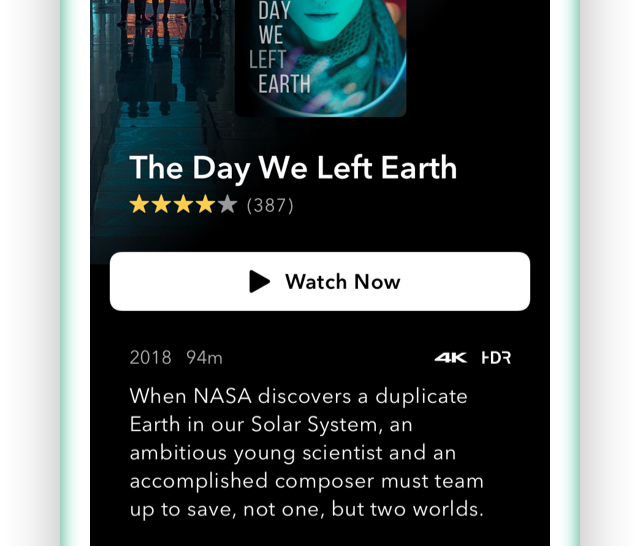 DAY
WE
LEFT
EARTH
The Day We Left Earth
(387)
Watch Now
2018 94m
4K HDR
When NASA discovers a duplicate
Earth in our Solar System, an
ambitious young scientist and an
accomplished composer must team
up to save, not one, but two worlds.